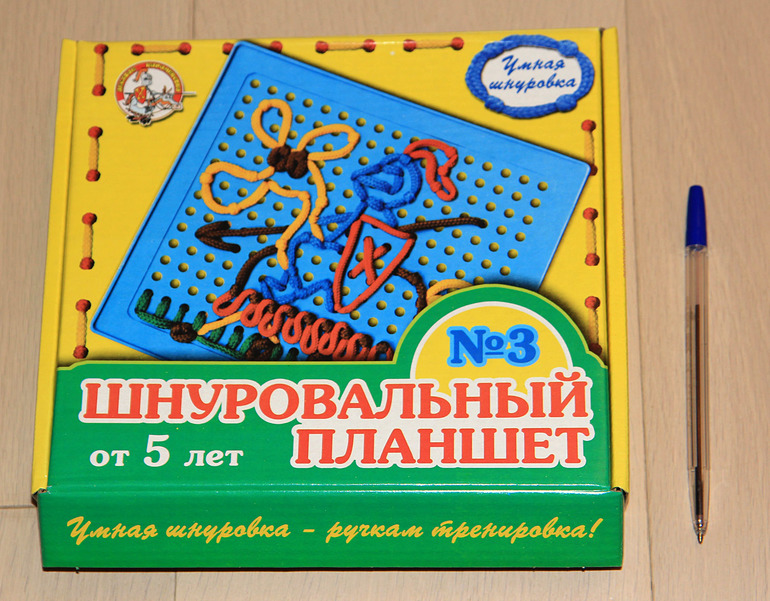 Умная
шнуровка
№3
ШНУРОВАЛЬНЫЙ
от 5 лет ПЛАНШЕТ
Умная шнуровка - ручкам тренировка!